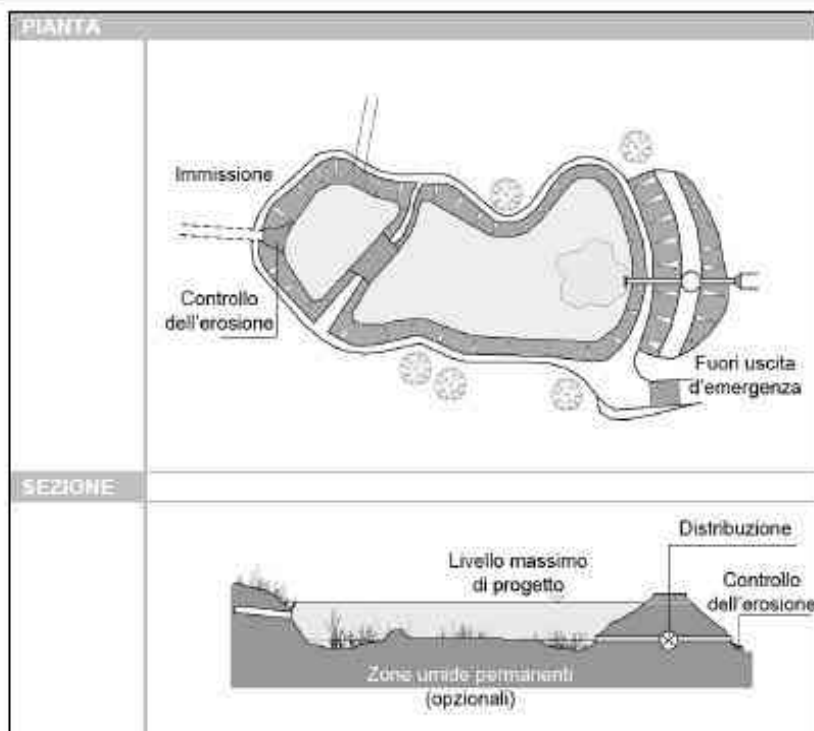 PIANTA
Immissione
Controllo
dell'erosione
Fuori uscita
d'emergenza
SEZIONE
Distribuzione
Livello massimo
di progetto
Controllo
dell'erosione
Zone umide permanenti
(opzionali)